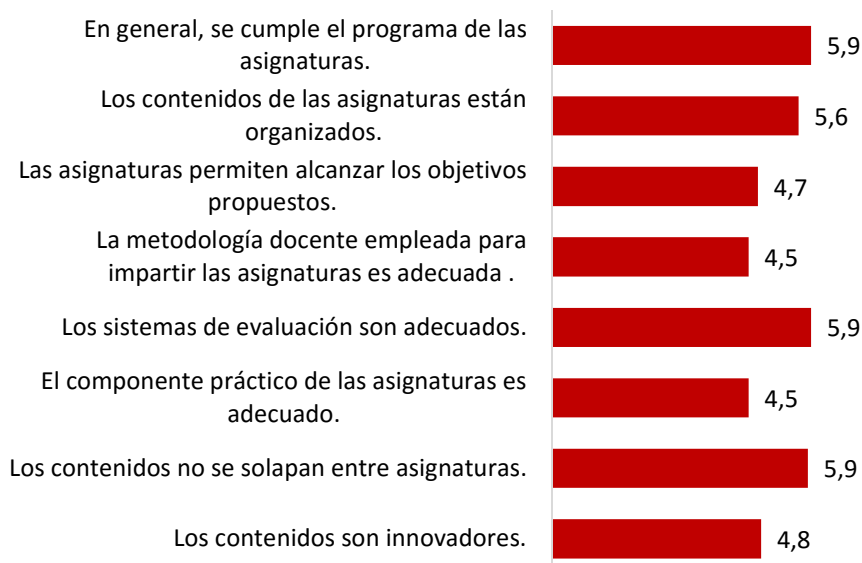 En general, se cumple el programa de las
asignaturas.
5,9
Los contenidos de las asignaturas están
organizados.
5,6
Las asignaturas permiten alcanzar los objetivos
propuestos.
4,7
La metodología docente empleada para
impartir las asignaturas es adecuada .
4,5
Los sistemas de evaluación son adecuados.
5,9
El componente práctico de las asignaturas es
adecuado.
4,5
Los contenidos no se solapan entre asignaturas.
5,9
Los contenidos son innovadores.
4,8